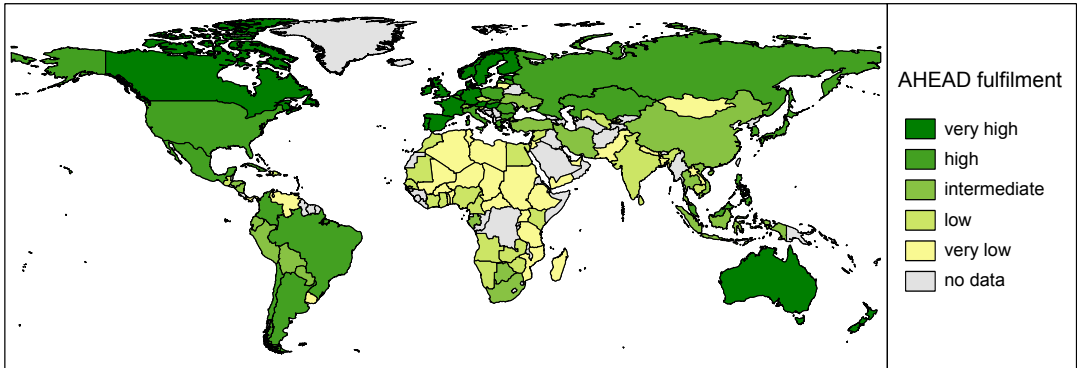 AHEAD fulfilment
very high
high
intermediate
low
very low
no data